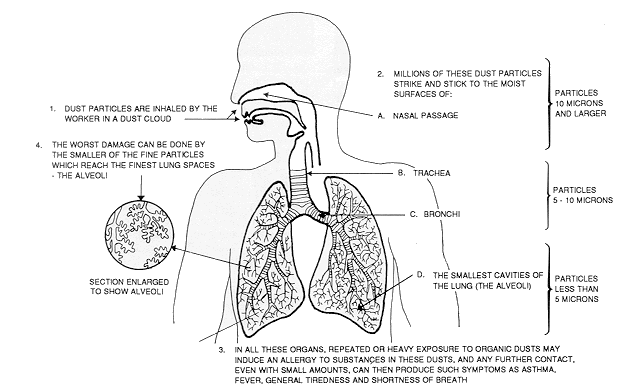 1. DUST PARTICLES ARE INHALED BY THE
WORKER IN A DUST CLOUD
2. MILLIONS OF THESE DUST PARTICLES
STRIKE AND STICK TO THE MOIST
SURFACES OF:
A. NASAL PASSAGE
PARTICLES
10 MICRONS
AND LARGER
4. THE WORST DAMAGE CAN BE DONE BY
THE SMALLER OF THE FINE PARTICLES
WHICH REACH THE FINEST LUNG SPACES
- THE ALVEOLI
B. TRACHEA
C. BRONCHI
PARTICLES
5 - 10 MICRONS
SECTION ENLARGED
TO SHOW ALVEOLI
D. THE SMALLEST CAVITIES OF
THE LUNG (THE ALVEOLI)
PARTICLES
LESS THAN
5 MICRONS
3. IN ALL THESE ORGANS, REPEATED OR HEAVY EXPOSURE TO ORGANIC DUSTS MAY
INDUCE AN ALLERGY TO SUBSTANCES IN THESE DUSTS, AND ANY FURTHER CONTACT,
EVEN WITH SMALL AMOUNTS, CAN THEN PRODUCE SUCH SYMPTOMS AS ASTHMA,
FEVER, GENERAL TIREDNESS AND SHORTNESS OF BREATH